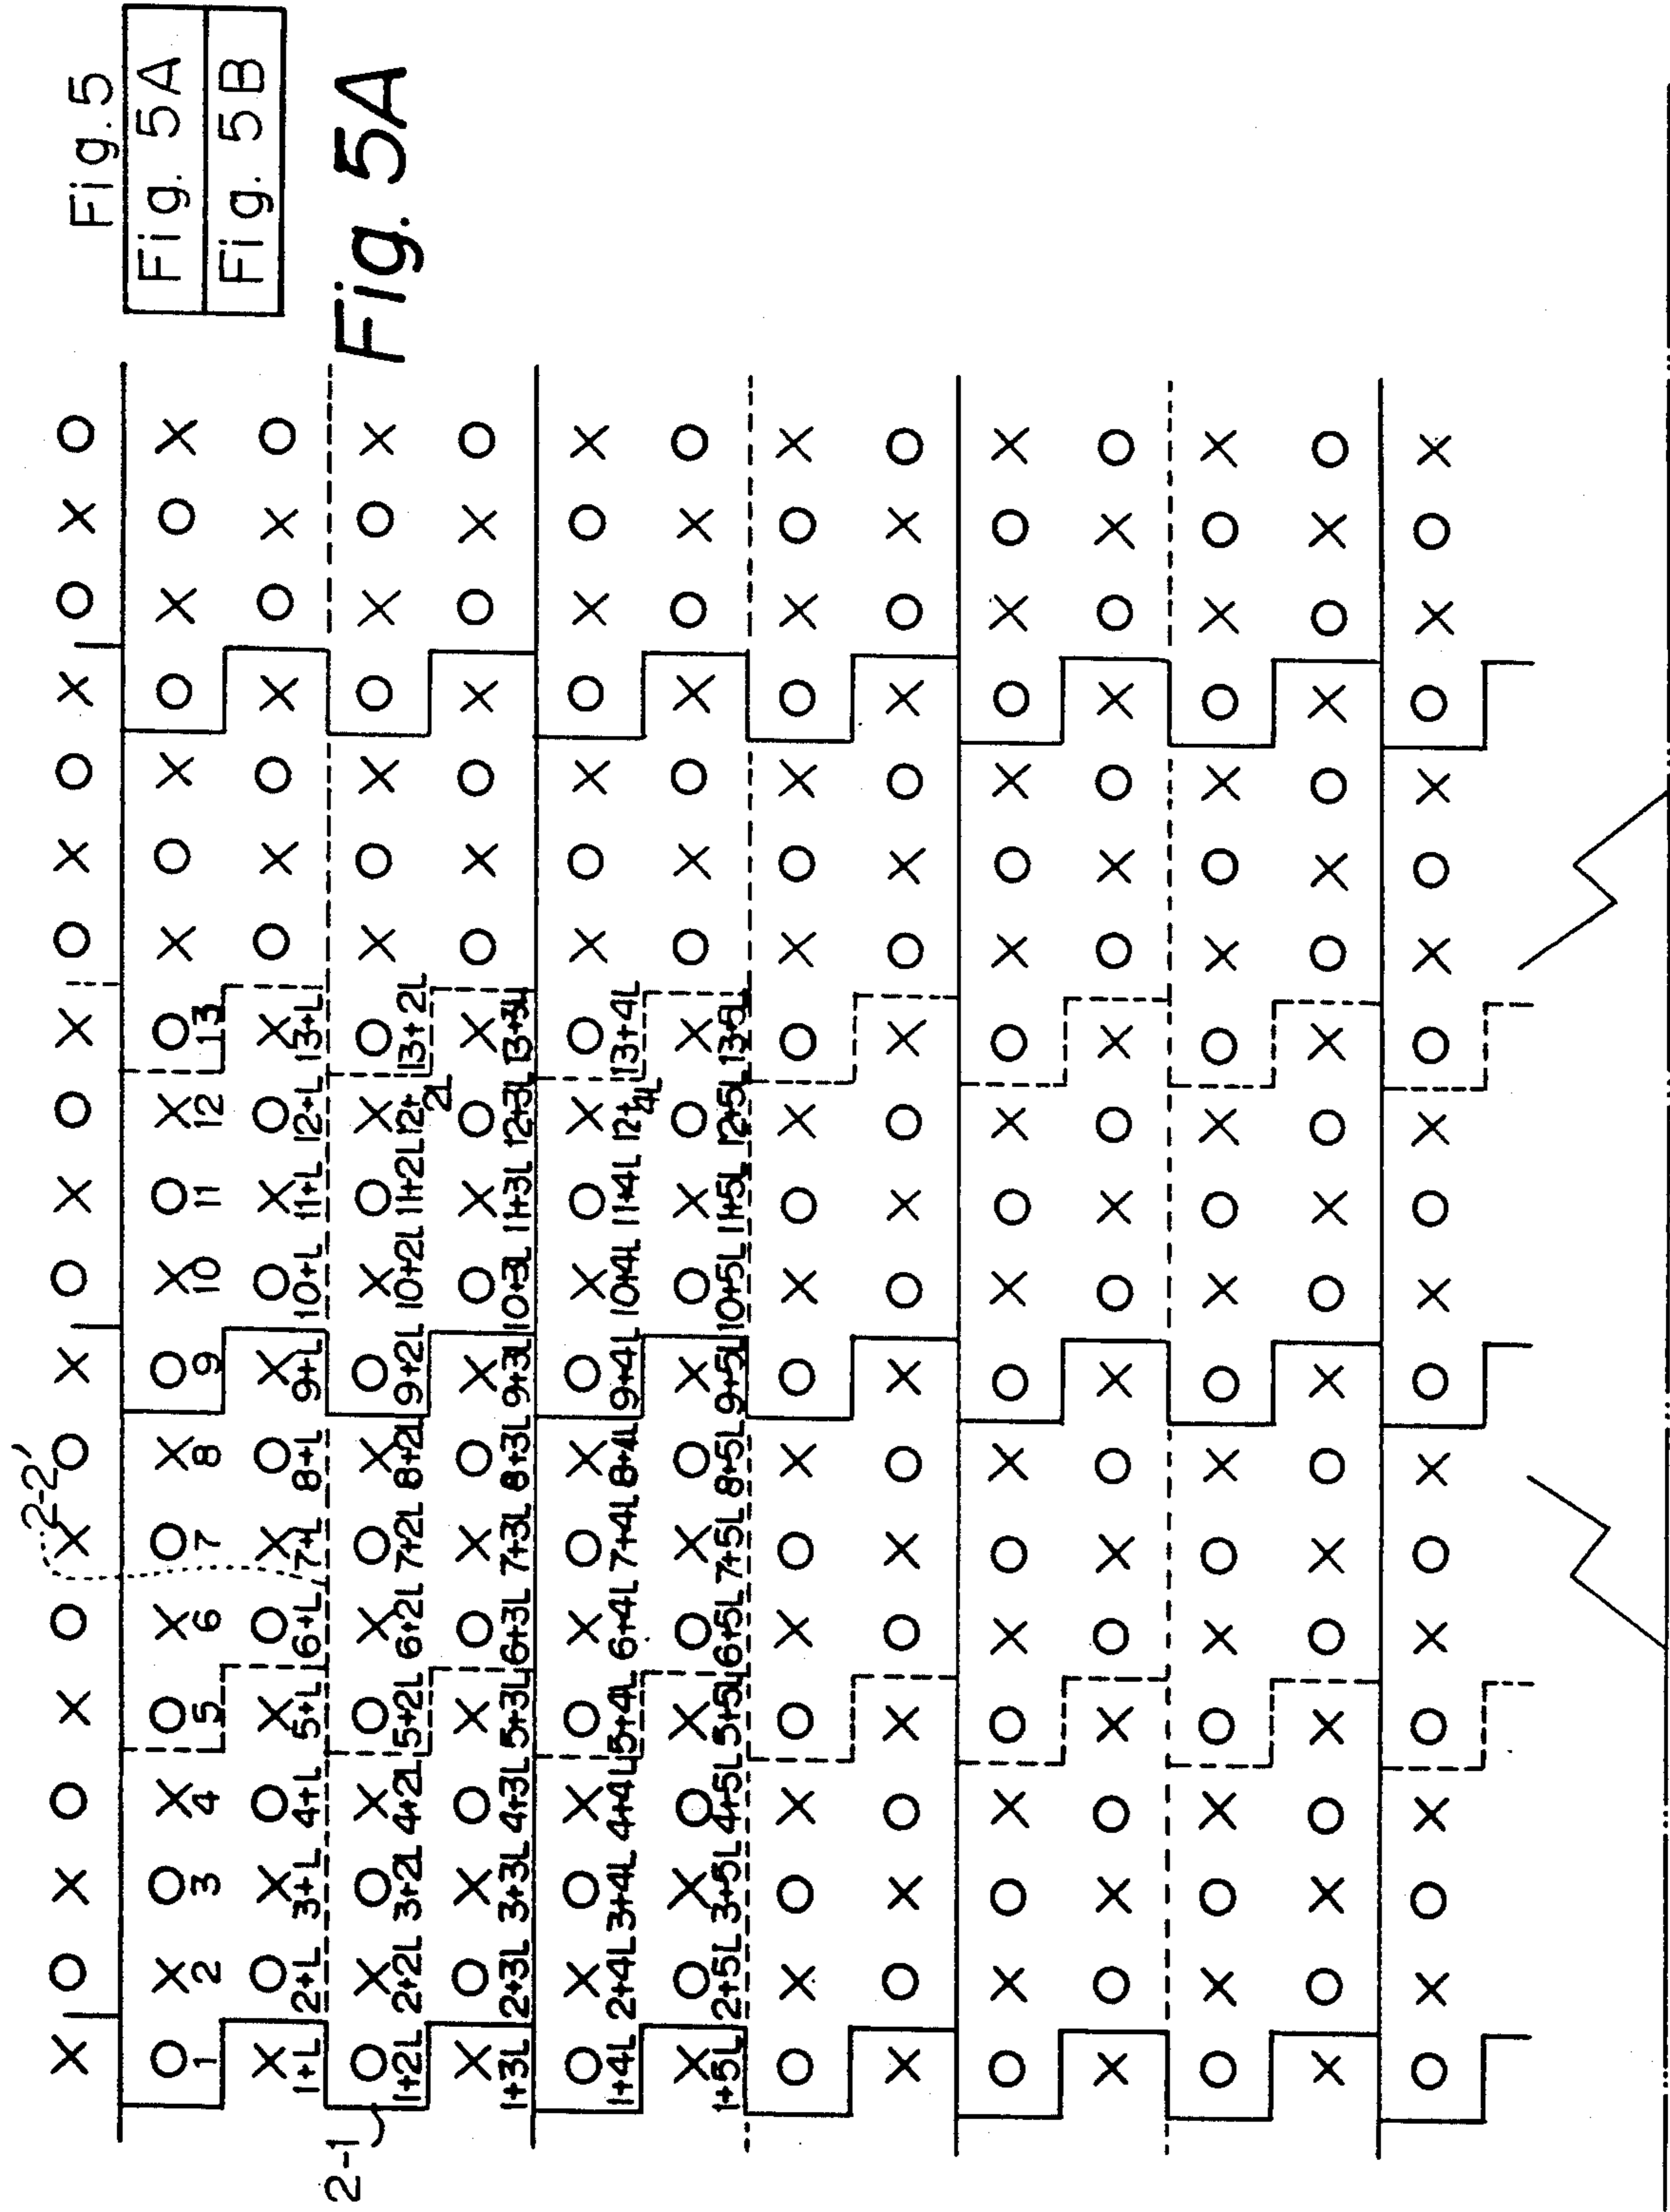 Fig.5
Fig. 5A
Fig. 5B
Fig. 5A
2-2'
1 2 3 4 5 6 7 8 9 10 11 12 13
1+L 2+L 3+L 4+L 5+L 6+L 7+L 8+L 9+L 10+L 11+L 12+L 13+L
2-1
1+2L 2+2L 3+2L 4+2L 5+2L 6+2L 7+2L 8+2L 9+2L 10+2L 11+2L 12+2L 13+2L
1+3L 2+3L 3+3L 4+3L 5+3L 6+3L 7+3L 8+3L 9+3L 10+3L 11+3L 12+3L 13+3L
1+4L 2+4L 3+4L 4+4L 5+4L 6+4L 7+4L 8+4L 9+4L 10+4L 11+4L 12+4L 13+4L
1+5L 2+5L 3+5L 4+5L 5+5L 6+5L 7+5L 8+5L 9+5L 10+5L 11+5L 12+5L 13+5L